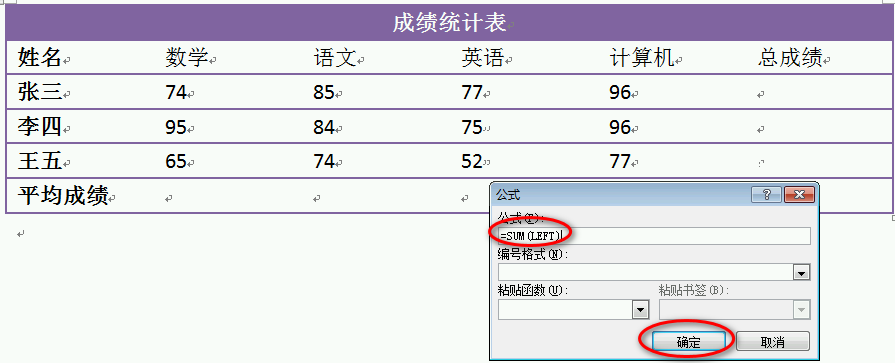 成绩统计表
姓名 数学 语文 英语 计算机 总成绩
张三 74 85 77 96
李四 95 84 75 96
王五 65 74 52 77
平均成绩
公式
公式(F):
=SUM(LEFT)
编号格式(N):
粘贴函数(U): 粘贴书签(B):
确定 取消